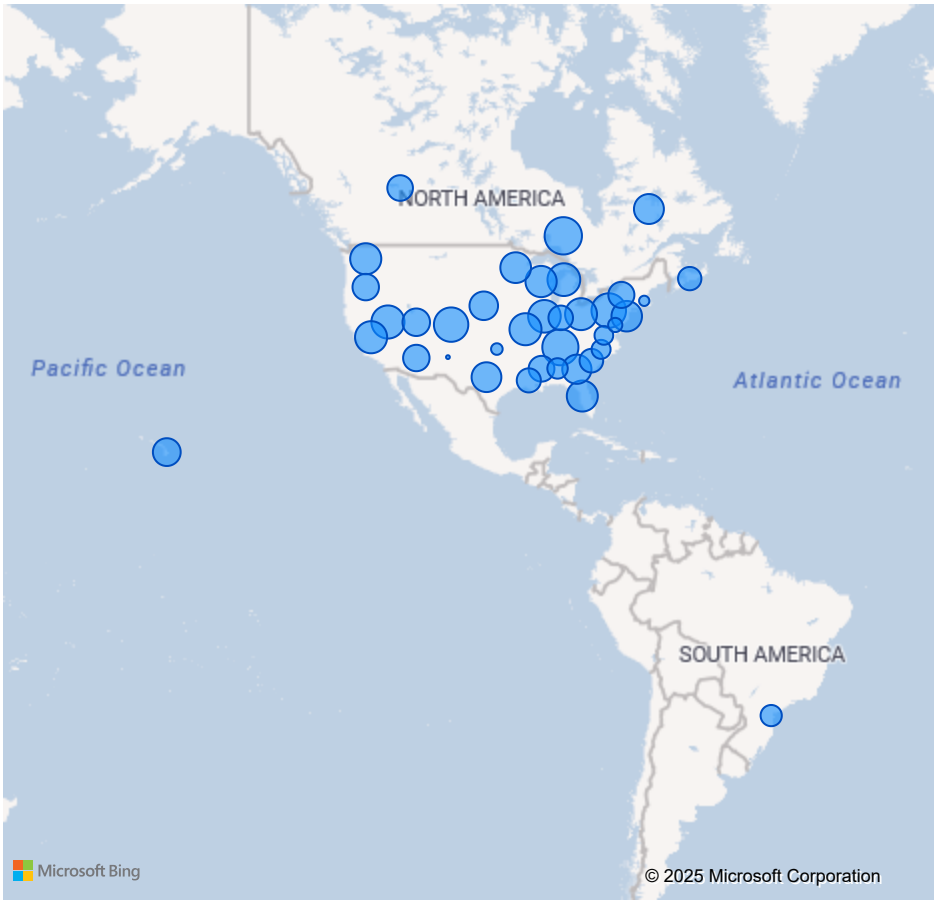 NORTH AMERICA
Pacific Ocean
Atlantic Ocean
SOUTH AMERICA
Microsoft Bing
© 2025 Microsoft Corporation